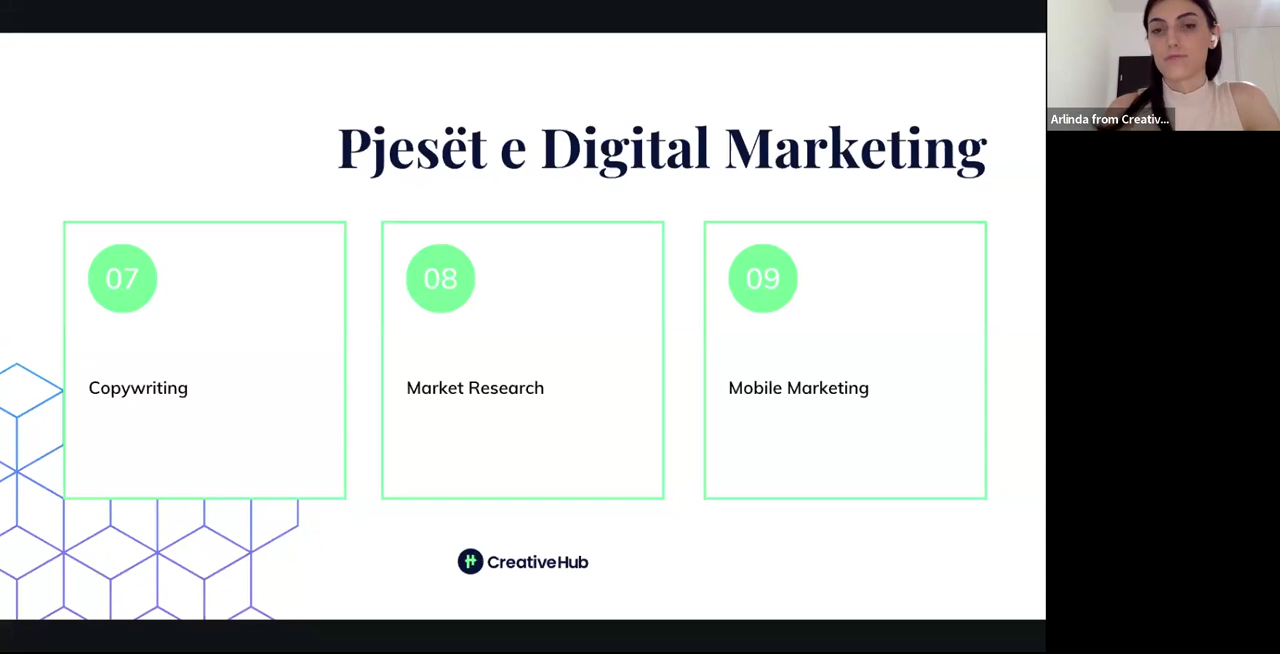 Pjesët e Digital Marketing
07
Copywriting
08
Market Research
09
Mobile Marketing
CreativeHub
Arlinda from Creativ...